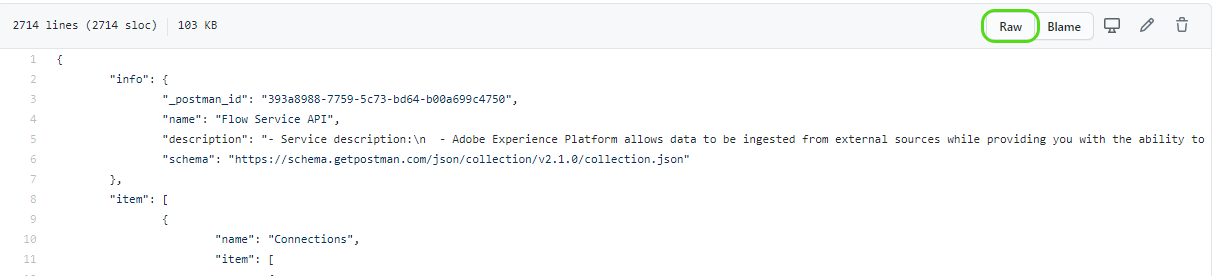 2714 lines (2714 sloc) 103 KB Raw Blame
1 {
2 "info": {
3 "_postman_id": "393a8988-7759-5c73-bd64-b00a699c4750",
4 "name": "Flow Service API",
5 "description": "- Service description:\n  - Adobe Experience Platform allows data to be ingested from external sources while providing you with the ability to
6 "schema": "https://schema.getpostman.com/json/collection/v2.1.0/collection.json"
7 },
8 "item": [
9 {
10 "name": "Connections",
11 "item": [